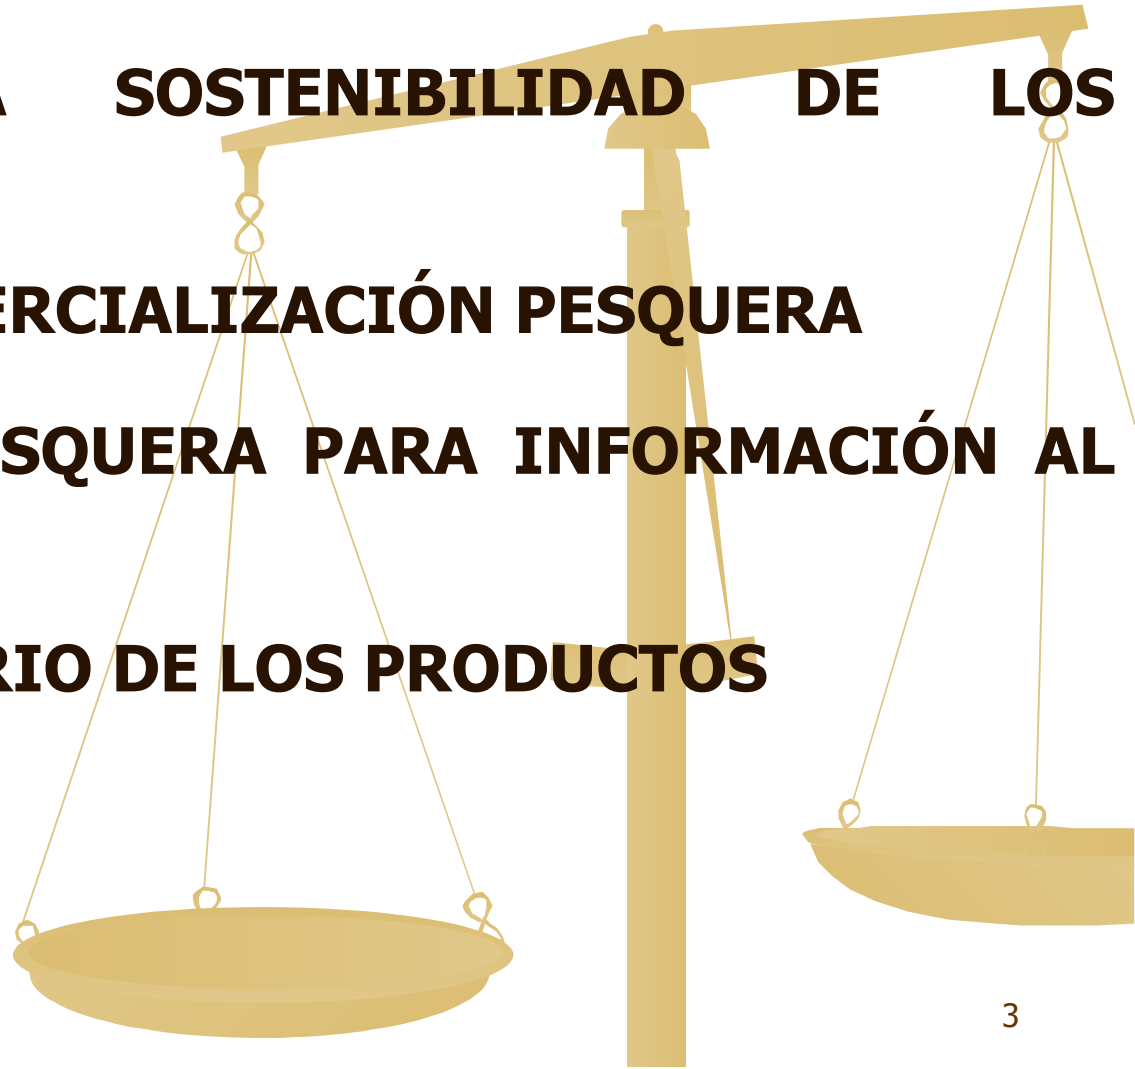 A SOSTENIBILIDAD DE LOS
ERCIALIZACIÓN PESQUERA
SQUERA PARA INFORMACIÓN AL
RIO DE LOS PRODUCTOS
3